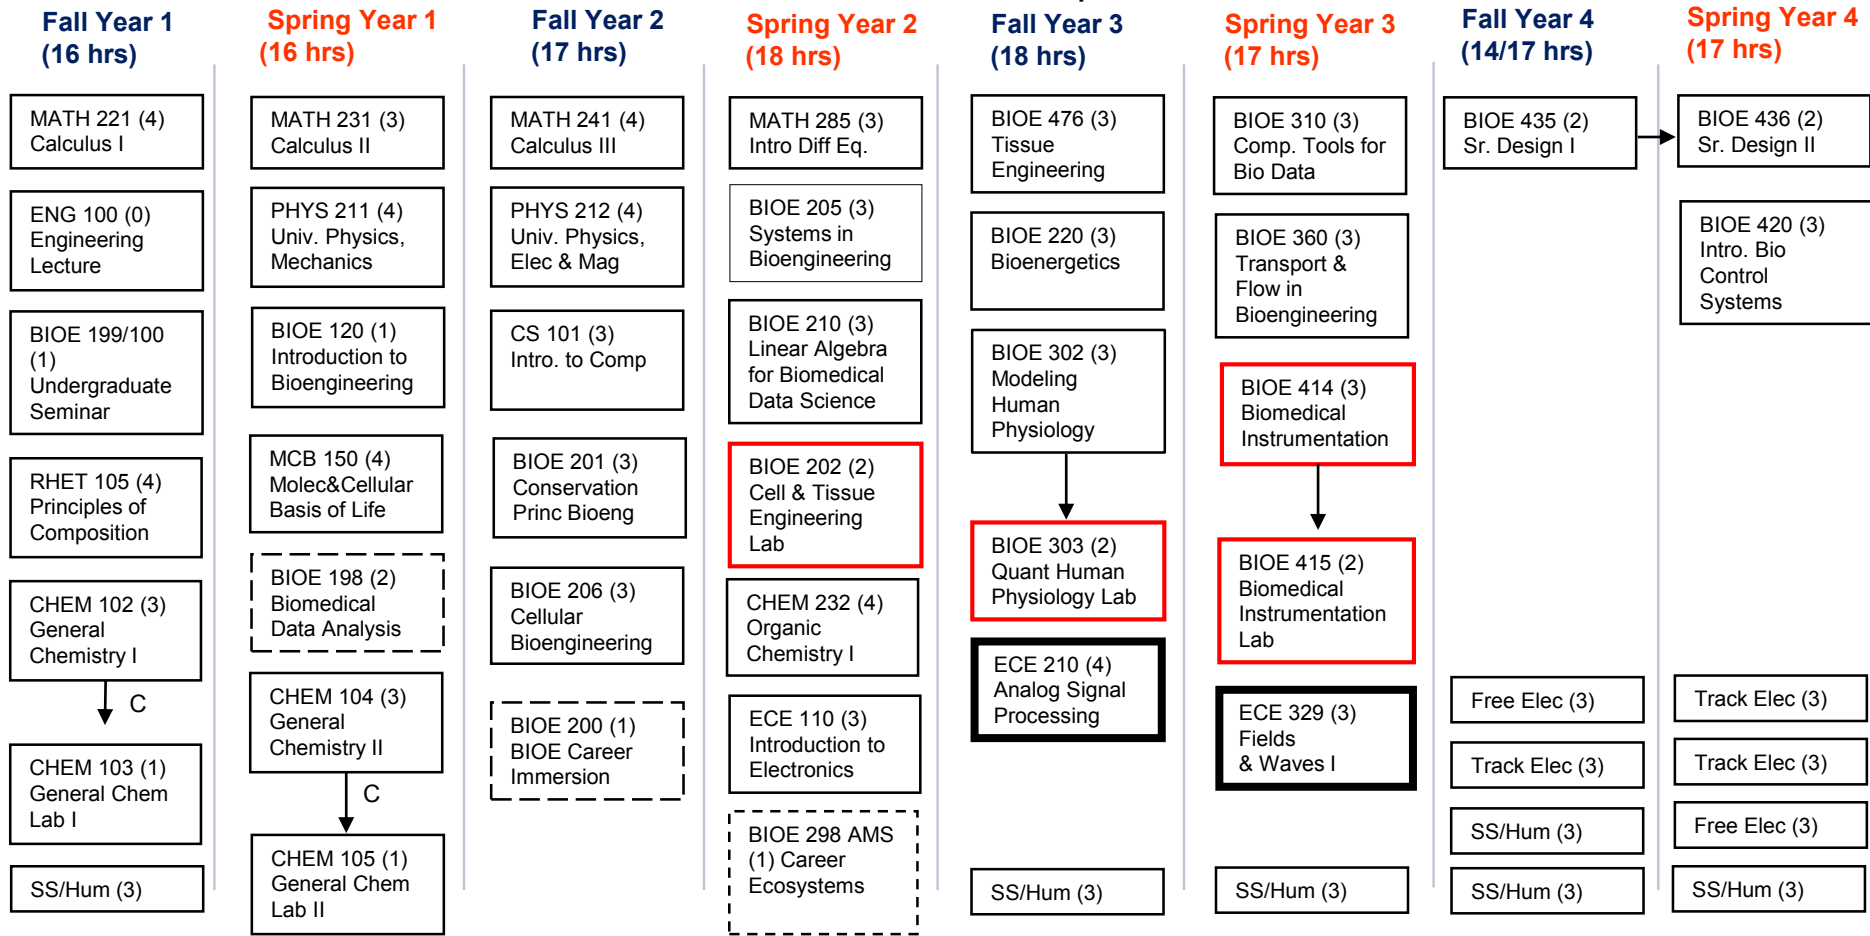 Fall Year 1
(16 hrs)
MATH 221 (4)
Calculus I
ENG 100 (0)
Engineering
Lecture
BIOE 199/100
(1)
Undergraduate
Seminar
RHET 105 (4)
Principles of
Composition
CHEM 102 (3)
General
Chemistry I
C
CHEM 103 (1)
General Chem
Lab I
SS/Hum (3)
Spring Year 1
(16 hrs)
MATH 231 (3)
Calculus II
PHYS 211 (4)
Univ. Physics,
Mechanics
BIOE 120 (1)
Introduction to
Bioengineering
MCB 150 (4)
Molec&Cellular
Basis of Life
BIOE 198 (2)
Biomedical
Data Analysis
CHEM 104 (3)
General
Chemistry II
C
CHEM 105 (1)
General Chem
Lab II
Fall Year 2
(17 hrs)
MATH 241 (4)
Calculus III
PHYS 212 (4)
Univ. Physics,
Elec & Mag
CS 101 (3)
Intro. to Comp
BIOE 201 (3)
Conservation
Princ Bioeng
BIOE 206 (3)
Cellular
Bioengineering
BIOE 200 (1)
BIOE Career
Immersion
Spring Year 2
(18 hrs)
MATH 285 (3)
Intro Diff Eq.
BIOE 205 (3)
Systems in
Bioengineering
BIOE 210 (3)
Linear Algebra
for Biomedical
Data Science
BIOE 202 (2)
Cell & Tissue
Engineering
Lab
CHEM 232 (4)
Organic
Chemistry I
ECE 110 (3)
Introduction to
Electronics
BIOE 298 AMS
(1) Career
Ecosystems
Fall Year 3
(18 hrs)
BIOE 476 (3)
Tissue
Engineering
BIOE 220 (3)
Bioenergetics
BIOE 302 (3)
Modeling
Human
Physiology
BIOE 303 (2)
Quant Human
Physiology Lab
ECE 210 (4)
Analog Signal
Processing
SS/Hum (3)
Spring Year 3
(17 hrs)
BIOE 310 (3)
Comp. Tools for
Bio Data
BIOE 360 (3)
Transport &
Flow in
Bioengineering
BIOE 414 (3)
Biomedical
Instrumentation
BIOE 415 (2)
Biomedical
Instrumentation
Lab
ECE 329 (3)
Fields
& Waves I
SS/Hum (3)
Fall Year 4
(14/17 hrs)
BIOE 435 (2)
Sr. Design I
Free Elec (3)
Track Elec (3)
SS/Hum (3)
SS/Hum (3)
Spring Year 4
(17 hrs)
BIOE 436 (2)
Sr. Design II
BIOE 420 (3)
Intro. Bio
Control
Systems
Track Elec (3)
Track Elec (3)
Free Elec (3)
SS/Hum (3)